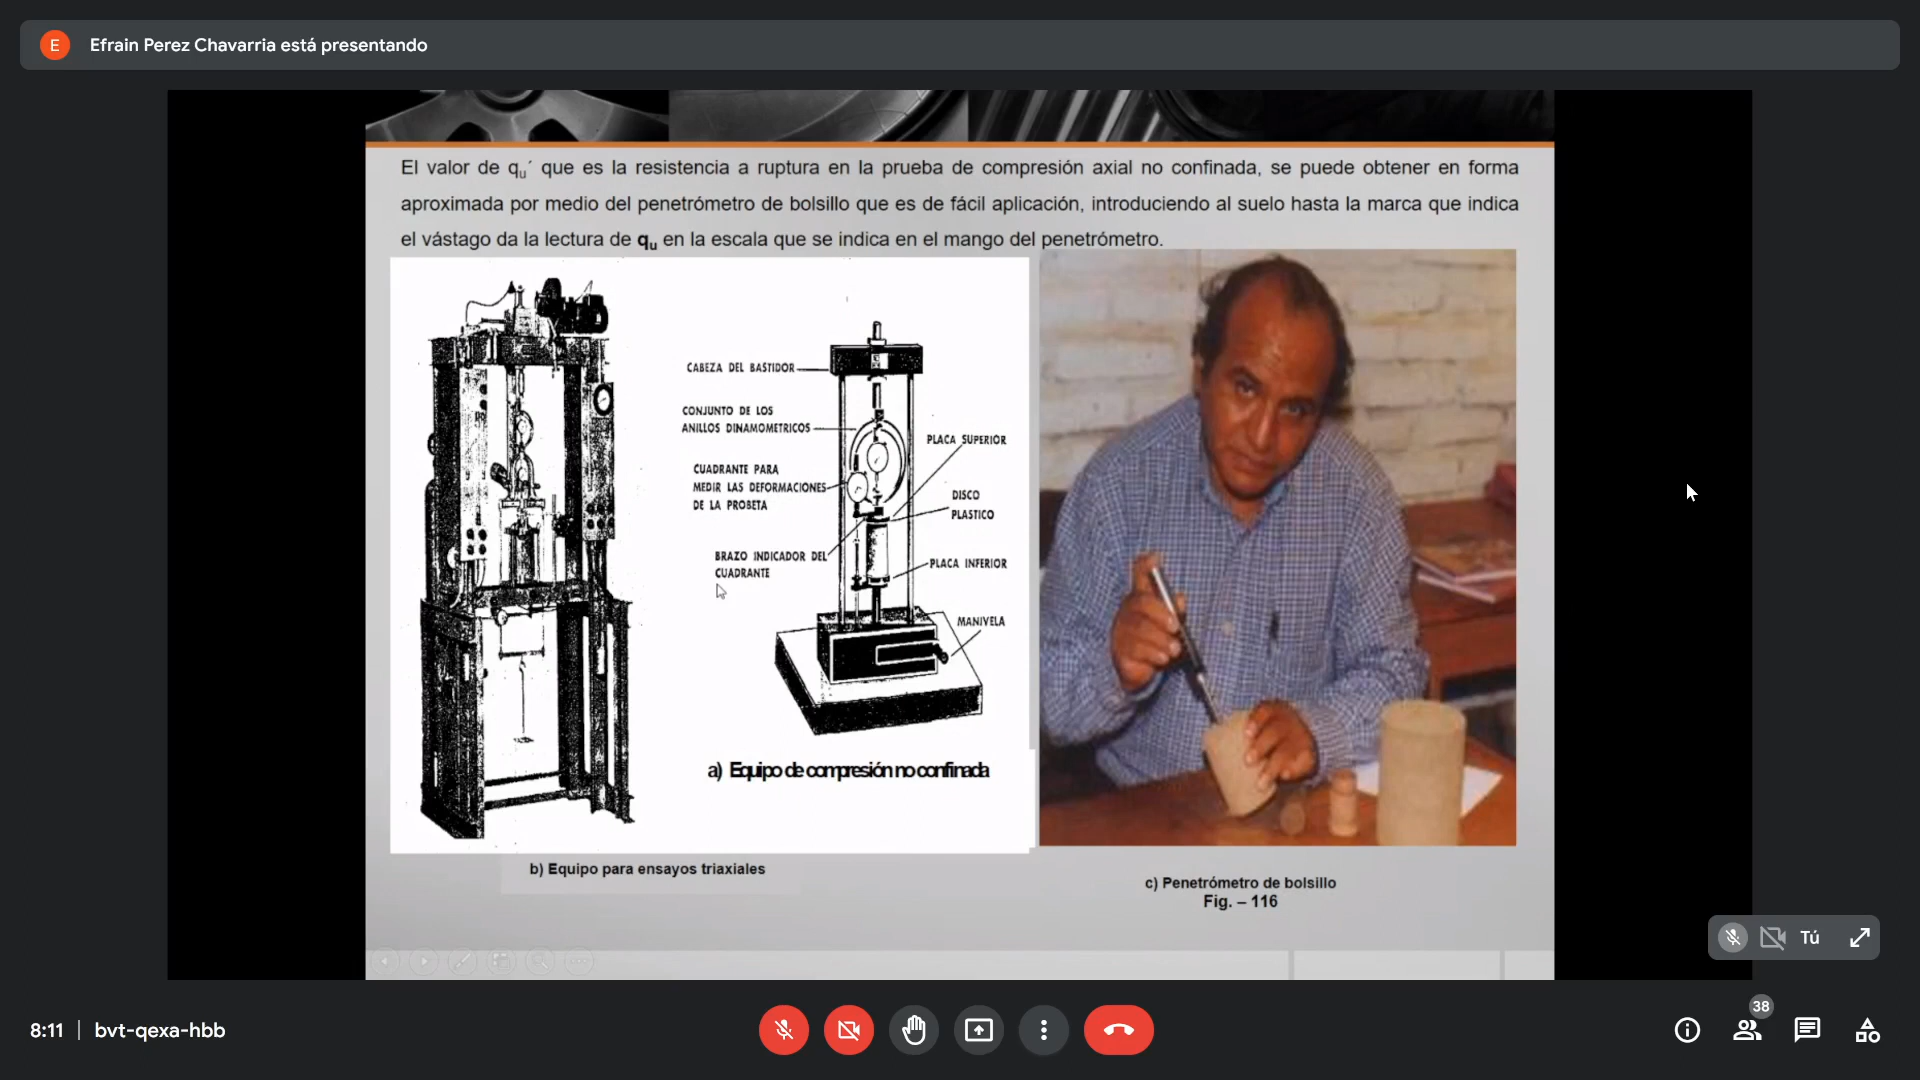 E
Efrain Perez Chavarria está presentando
El valor de qu´ que es la resistencia a ruptura en la prueba de compresión axial no confinada, se puede obtener en forma
aproximada por medio del penetrómetro de bolsillo que es de fácil aplicación, introduciendo al suelo hasta la marca que indica
el vástago da la lectura de qu en la escala que se indica en el mango del penetrómetro.
CABEZA DEL BASTIDOR
CONJUNTO DE LOS
ANILLOS DINAMOMETRICOS
PLACA SUPERIOR
CUADRANTE PARA
MEDIR LAS DEFORMACIONES
DE LA PROBETA
DISCO
PLASTICO
BRAZO INDICADOR DEL
CUADRANTE
PLACA INFERIOR
MANIVELA
a) Equipo de compresión no confinada
b) Equipo para ensayos triaxiales
c) Penetrómetro de bolsillo
Fig. – 116
Tú
8:11 | bvt-qexa-hbb
38